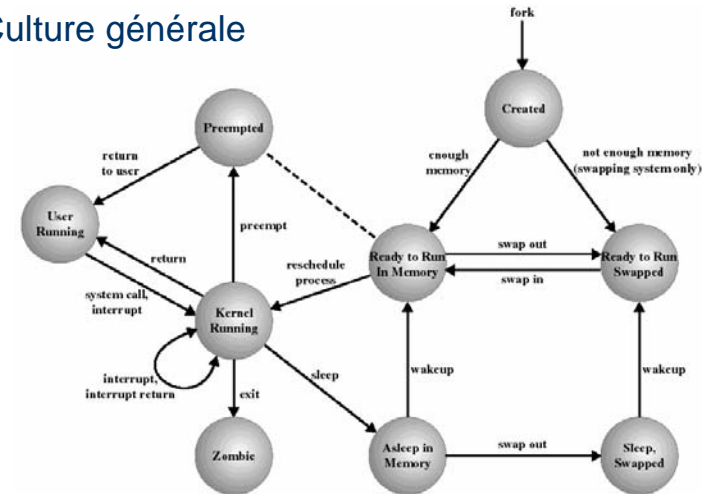 Culture générale
fork
Created
Preempted
enough
memory
not enough memory
(swapping system only)
return
to user
User
Running
preempt
return
Ready to Run
In Memory
swap out
swap in
Ready to Run
Swapped
reschedule
process
system call,
interrupt
Kernel
Running
interrupt,
interrupt return
sleep
wakeup
wakeup
exit
Zombie
Asleep in
Memory
swap out
Sleep,
Swapped